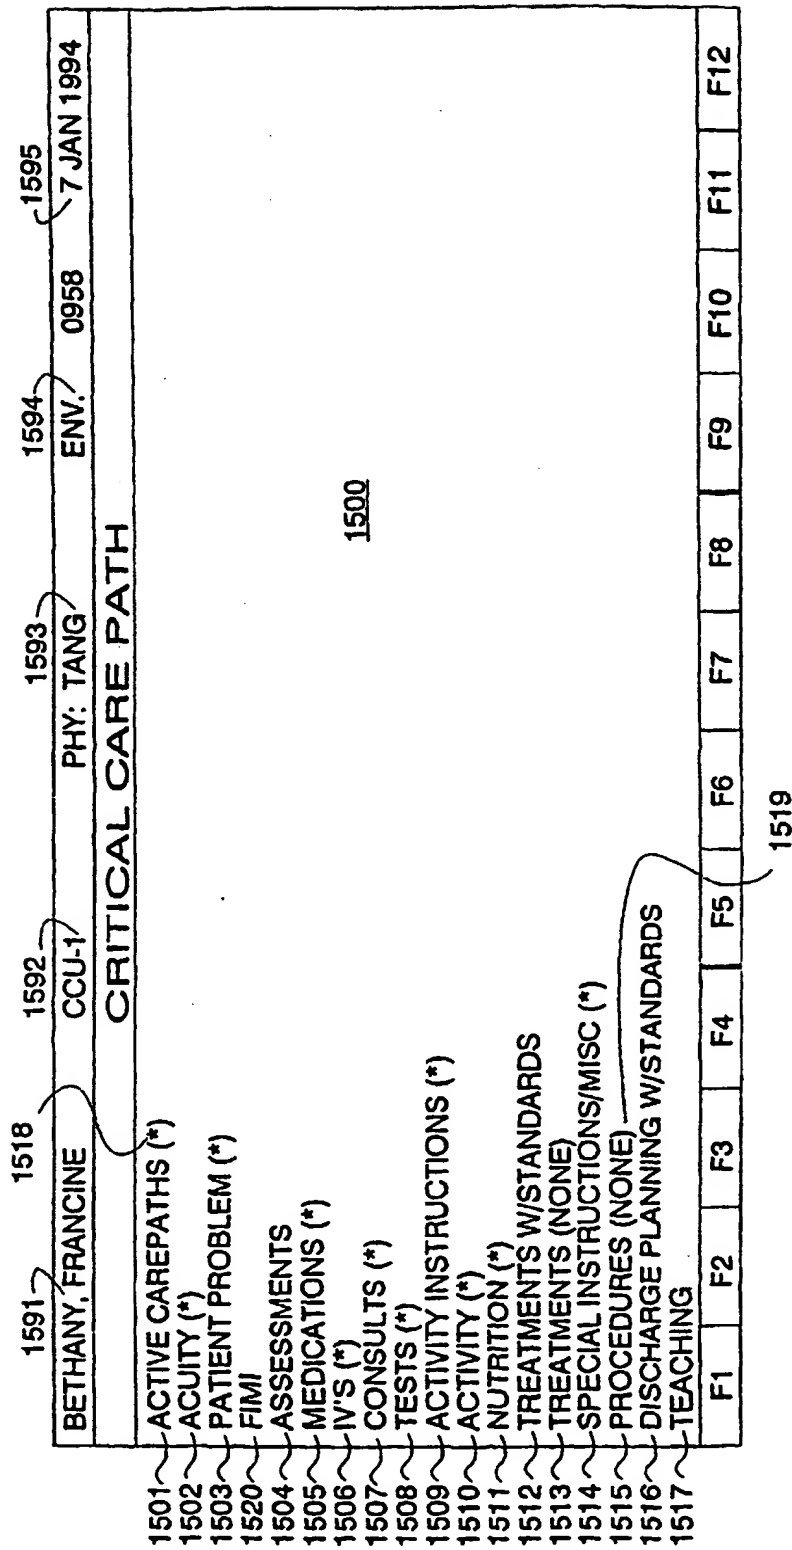 1591 1518 1592 1593 1594 1595
BETHANY, FRANCINE CCU-1 PHY: TANG ENV. 0958 7 JAN 1994
CRITICAL CARE PATH
1501 ACTIVE CAREPATHS (*)
1502 ACUITY (*)
1503 PATIENT PROBLEM (*)
1520 FIMI
1504 ASSESSMENTS
1505 MEDICATIONS (*)
1506 IV'S (*)
1500
1507 CONSULTS (*)
1508 TESTS (*)
1509 ACTIVITY INSTRUCTIONS (*)
1510 ACTIVITY (*)
1511 NUTRITION (*)
1512 TREATMENTS W/STANDARDS
1513 TREATMENTS (NONE)
1514 SPECIAL INSTRUCTIONS/MISC (*)
1515 PROCEDURES (NONE)
1516 DISCHARGE PLANNING W/STANDARDS
1517 TEACHING
F1 F2 F3 F4 F5 F6 F7 F8 F9 F10 F11 F12
1519